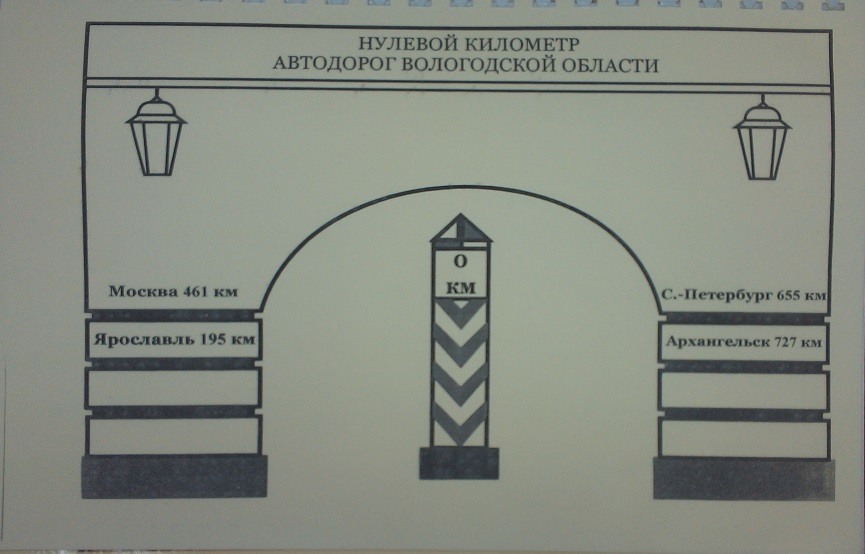 НУЛЕВОЙ КИЛОМЕТР
АВТОДОРОГ ВОЛОГОДСКОЙ ОБЛАСТИ
0
км
Москва 461 км
Ярославль 195 км
С.-Петербург 655 км
Архангельск 727 км